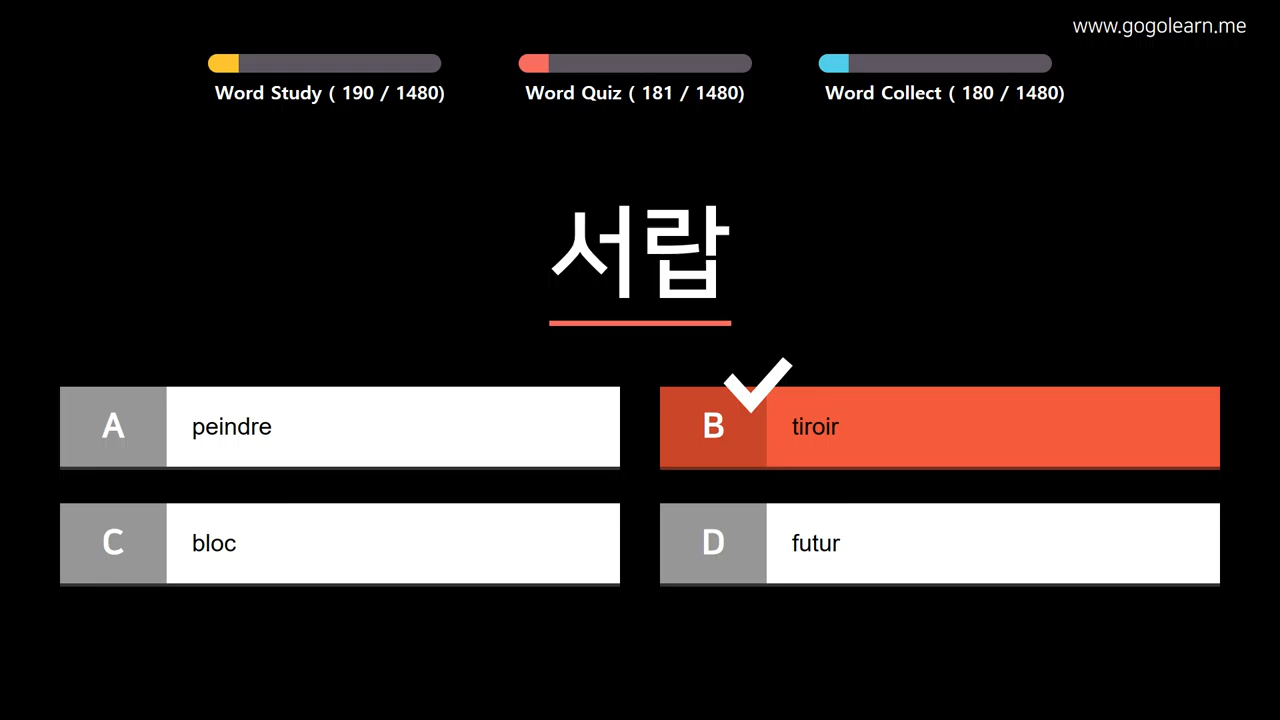 www.gogolearn.me
Word Study ( 190 / 1480)
Word Quiz ( 181 / 1480)
Word Collect ( 180 / 1480)
서랍
A
peindre
B
tiroir
C
bloc
D
futur